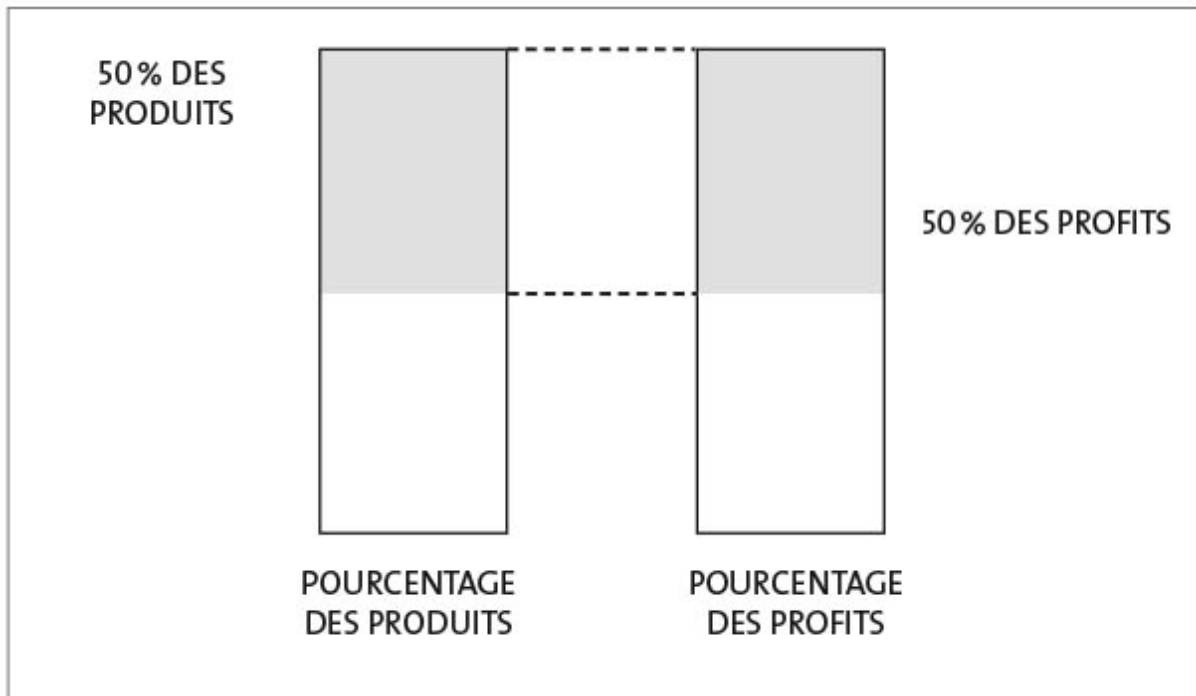 50 % DES
PRODUITS
50 % DES PROFITS
POURCENTAGE
DES PRODUITS
POURCENTAGE
DES PROFITS